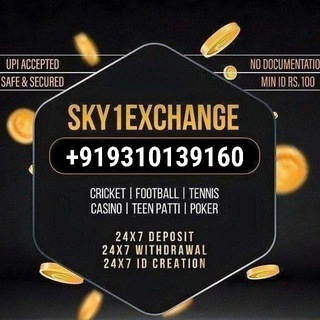 UPI ACCEPTED
SAFE & SECURED
NO DOCUMENTATIO
MIN ID RS.100
SKY1EXCHANGE
+919310139160
CRICKET | FOOTBALL | TENNIS
CASINO | TEEN PATTI | POKER
24X7 DEPOSIT
24X7 WITHDRAWAL
24X7 ID CREATION